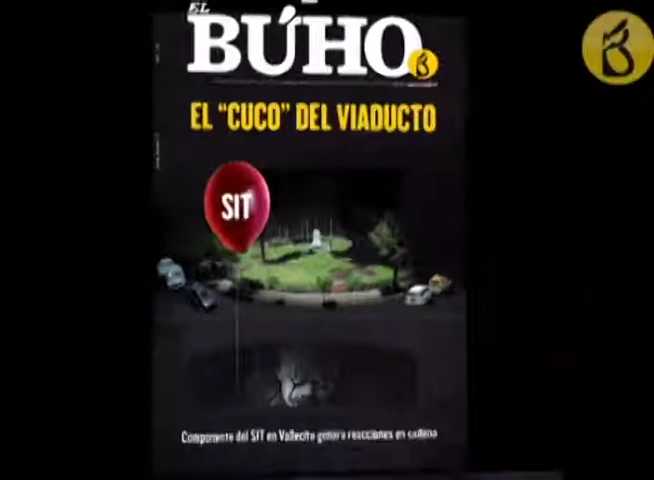 EL
BÚHO
EL "CUCO" DEL VIADUCTO
SIT
Componente del SIT en Vallecito genera reacciones en cadena